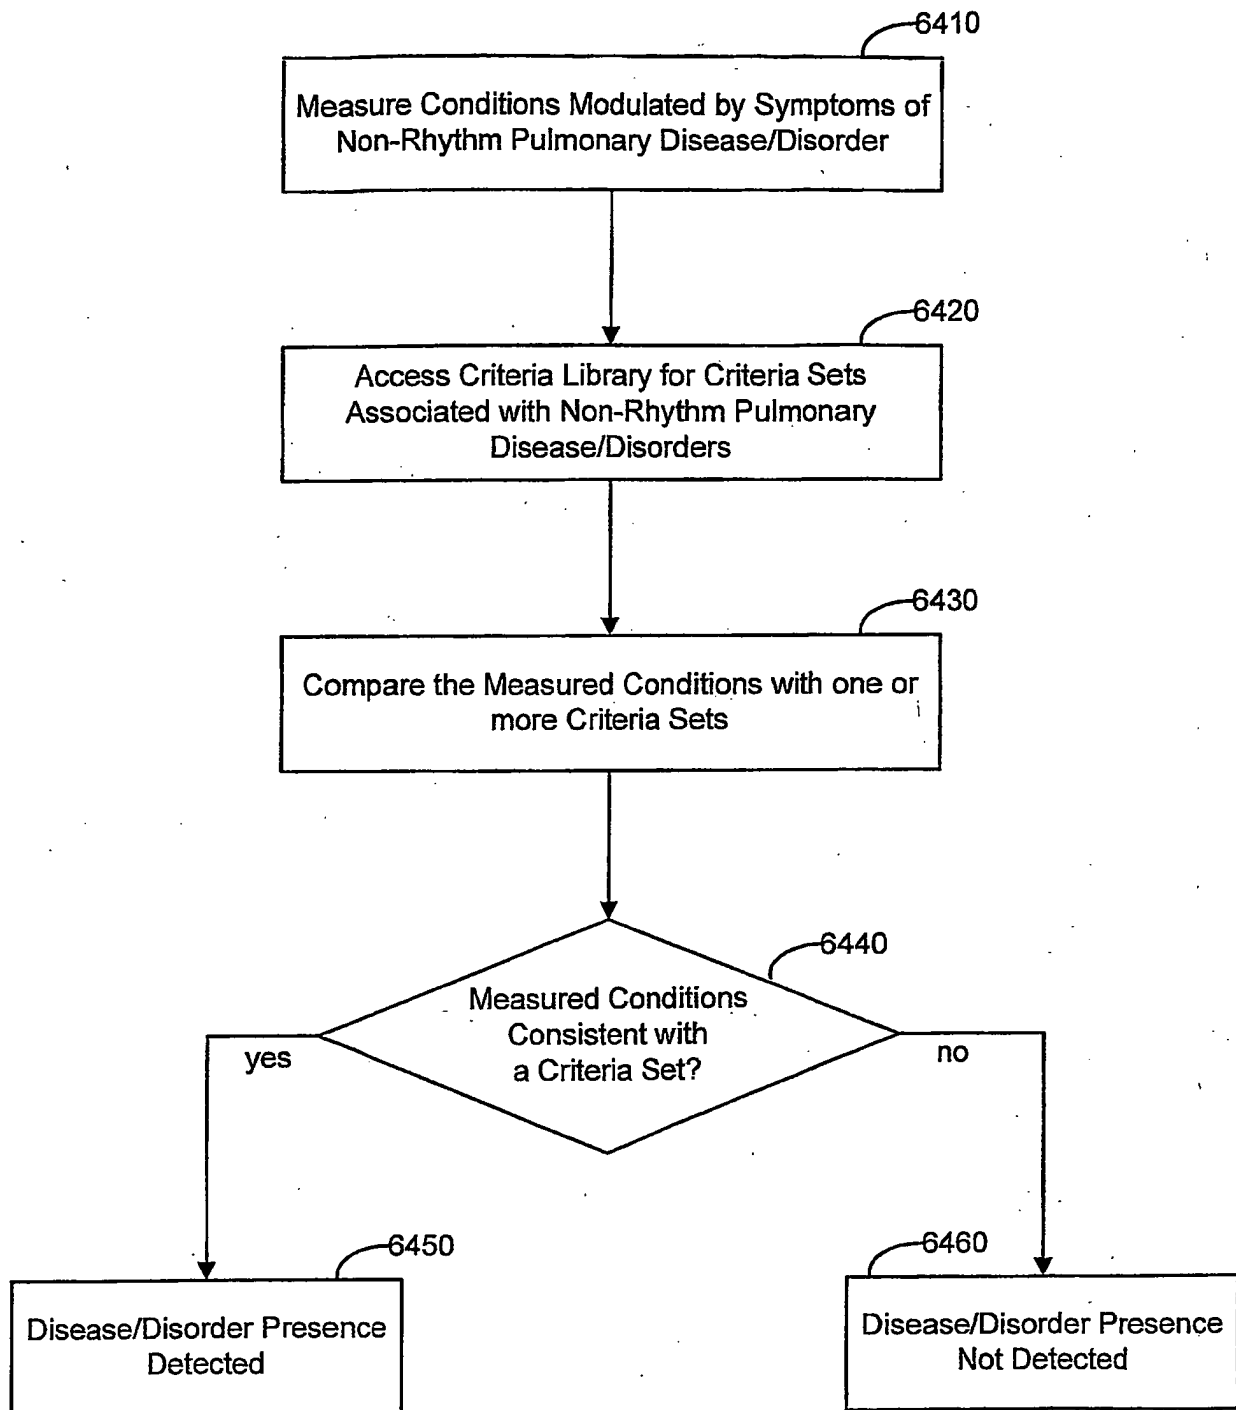 6410
Measure Conditions Modulated by Symptoms of
Non-Rhythm Pulmonary Disease/Disorder
6420
Access Criteria Library for Criteria Sets
Associated with Non-Rhythm Pulmonary
Disease/Disorders
6430
Compare the Measured Conditions with one or
more Criteria Sets
6440
Measured Conditions
Consistent with
a Criteria Set?
yes
no
6450
Disease/Disorder Presence
Detected
6460
Disease/Disorder Presence
Not Detected